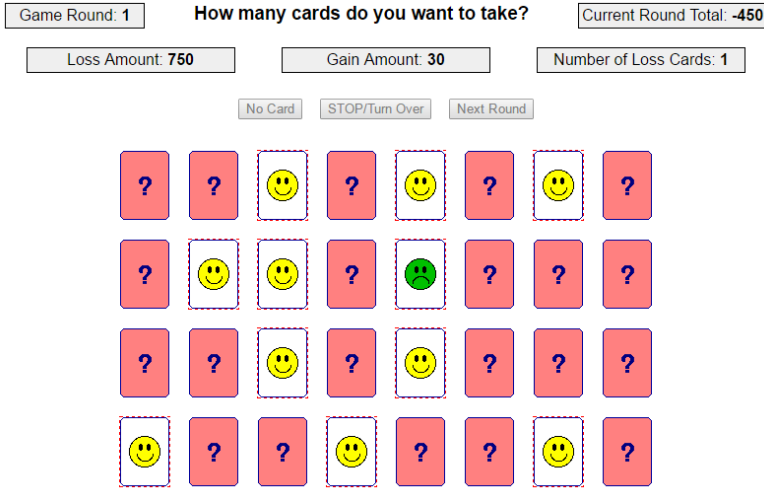 Game Round: 1 How many cards do you want to take? Current Round Total: -450
Loss Amount: 750 Gain Amount: 30 Number of Loss Cards: 1
No Card STOP/Turn Over Next Round
? ? ? ? ?
? ? ? ? ?
? ? ? ? ? ?
? ? ? ? ?